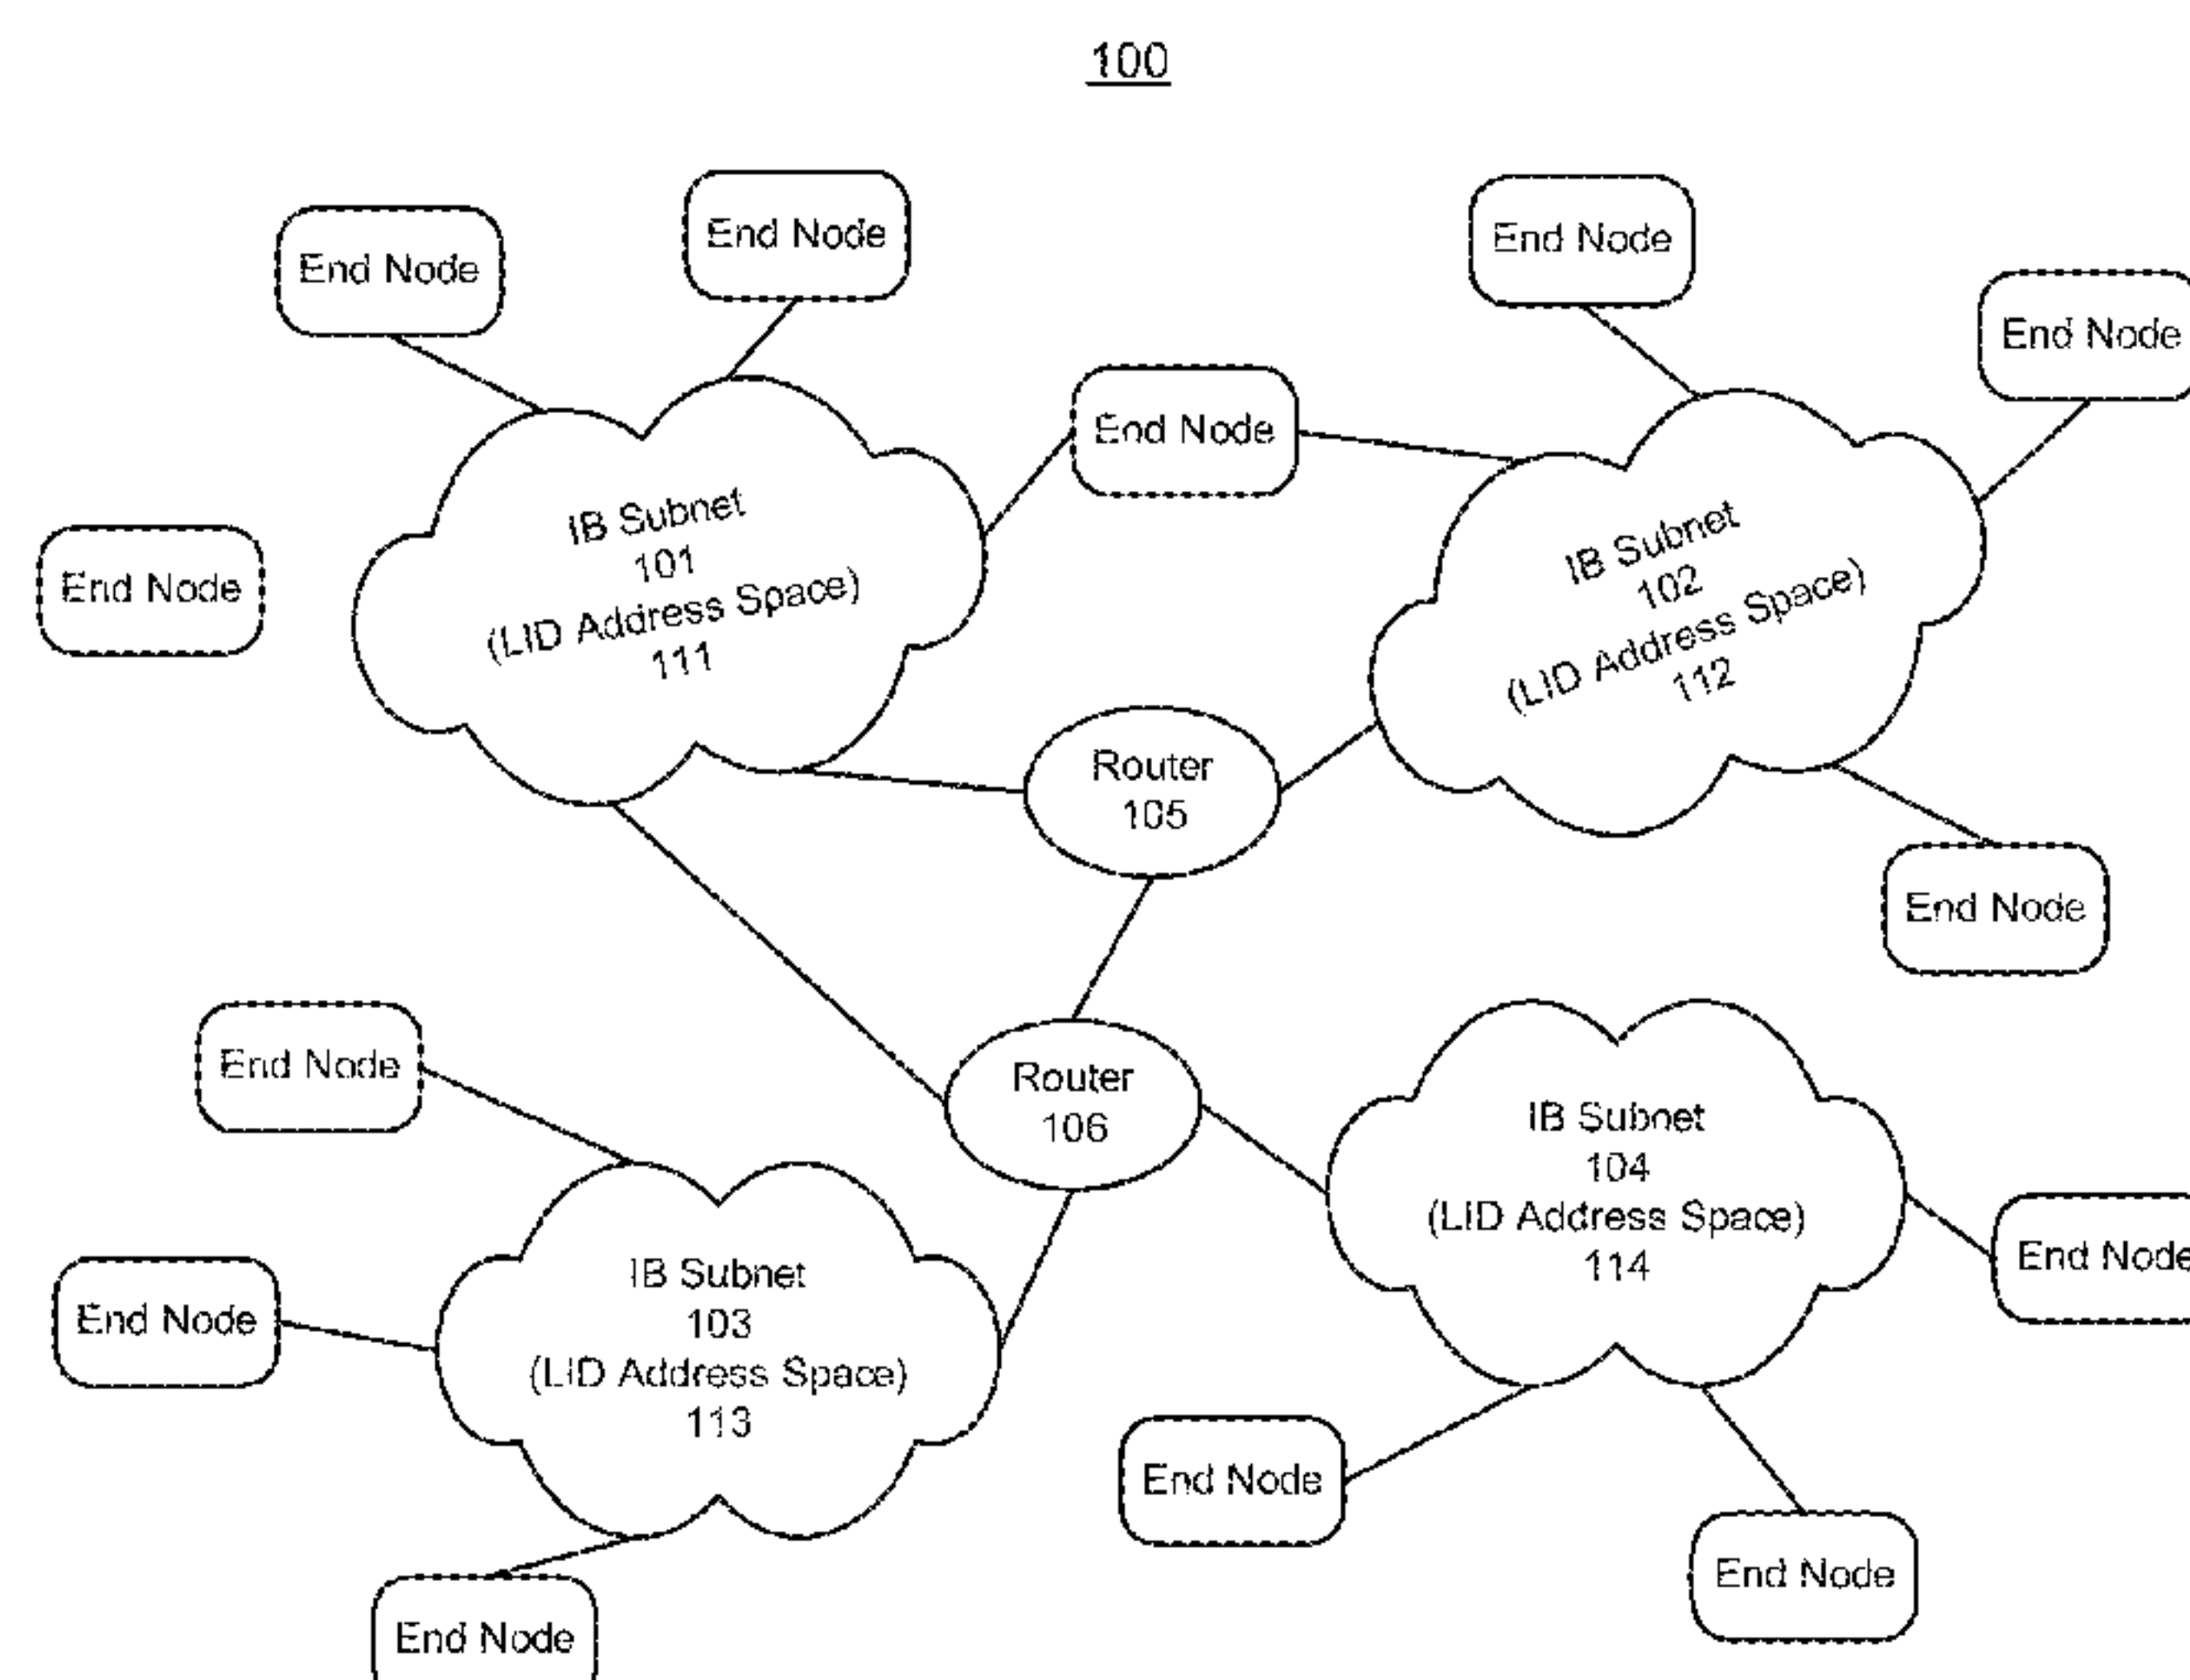 100
End Node
End Node
End Node
End Node
End Node
End Node
IB Subnet
101
(LID Address Space)
111
IB Subnet
102
(LID Address Space)
112
Router
105
End Node
End Node
Router
106
IB Subnet
104
(LID Address Space)
114
End Node
End Node
IB Subnet
103
(LID Address Space)
113
End Node
End Node
End Node